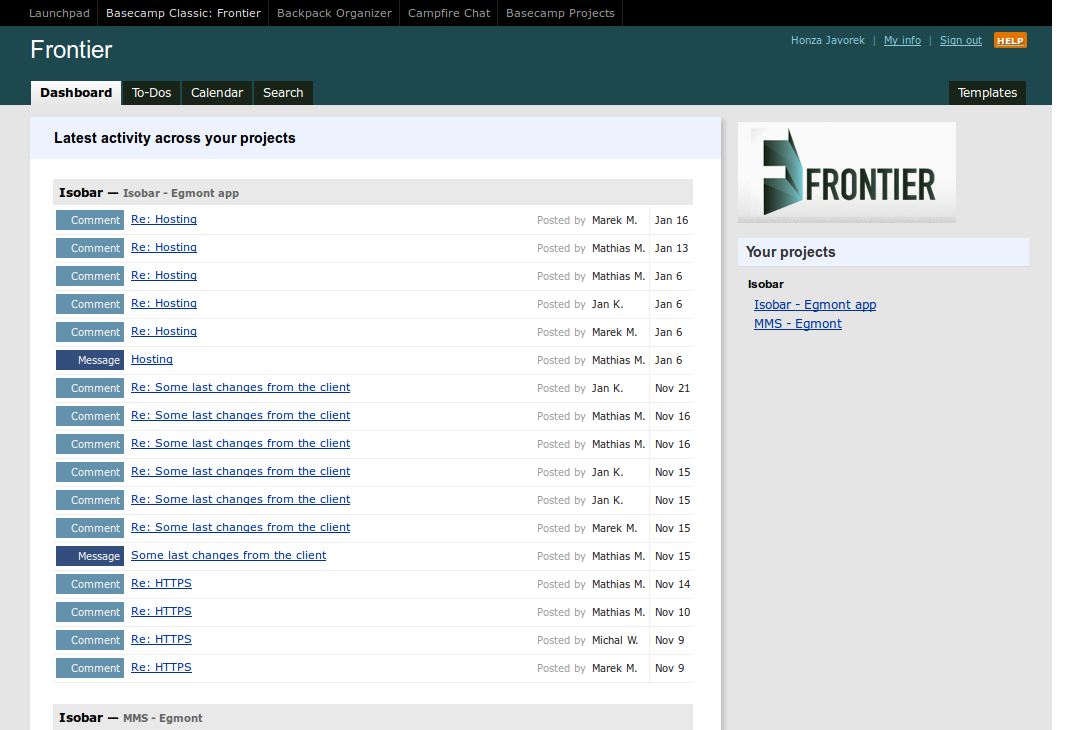 Launchpad Basecamp Classic: Frontier Backpack Organizer Campfire Chat Basecamp Projects
Frontier
Honza Javorek | My info | Sign out HELP
Dashboard To-Dos Calendar Search Templates
Latest activity across your projects
Isobar — Isobar - Egmont app
Comment Re: Hosting Posted by Marek M. Jan 16
Comment Re: Hosting Posted by Mathias M. Jan 13
Comment Re: Hosting Posted by Mathias M. Jan 6
Comment Re: Hosting Posted by Jan K. Jan 6
Comment Re: Hosting Posted by Marek M. Jan 6
Message Hosting Posted by Mathias M. Jan 6
Comment Re: Some last changes from the client Posted by Jan K. Nov 21
Comment Re: Some last changes from the client Posted by Mathias M. Nov 16
Comment Re: Some last changes from the client Posted by Mathias M. Nov 16
Comment Re: Some last changes from the client Posted by Jan K. Nov 15
Comment Re: Some last changes from the client Posted by Jan K. Nov 15
Comment Re: Some last changes from the client Posted by Marek M. Nov 15
Message Some last changes from the client Posted by Mathias M. Nov 15
Comment Re: HTTPS Posted by Mathias M. Nov 14
Comment Re: HTTPS Posted by Mathias M. Nov 10
Comment Re: HTTPS Posted by Michal W. Nov 9
Comment Re: HTTPS Posted by Marek M. Nov 9
Isobar — MMS - Egmont
FRONTIER
Your projects
Isobar
Isobar - Egmont app
MMS - Egmont